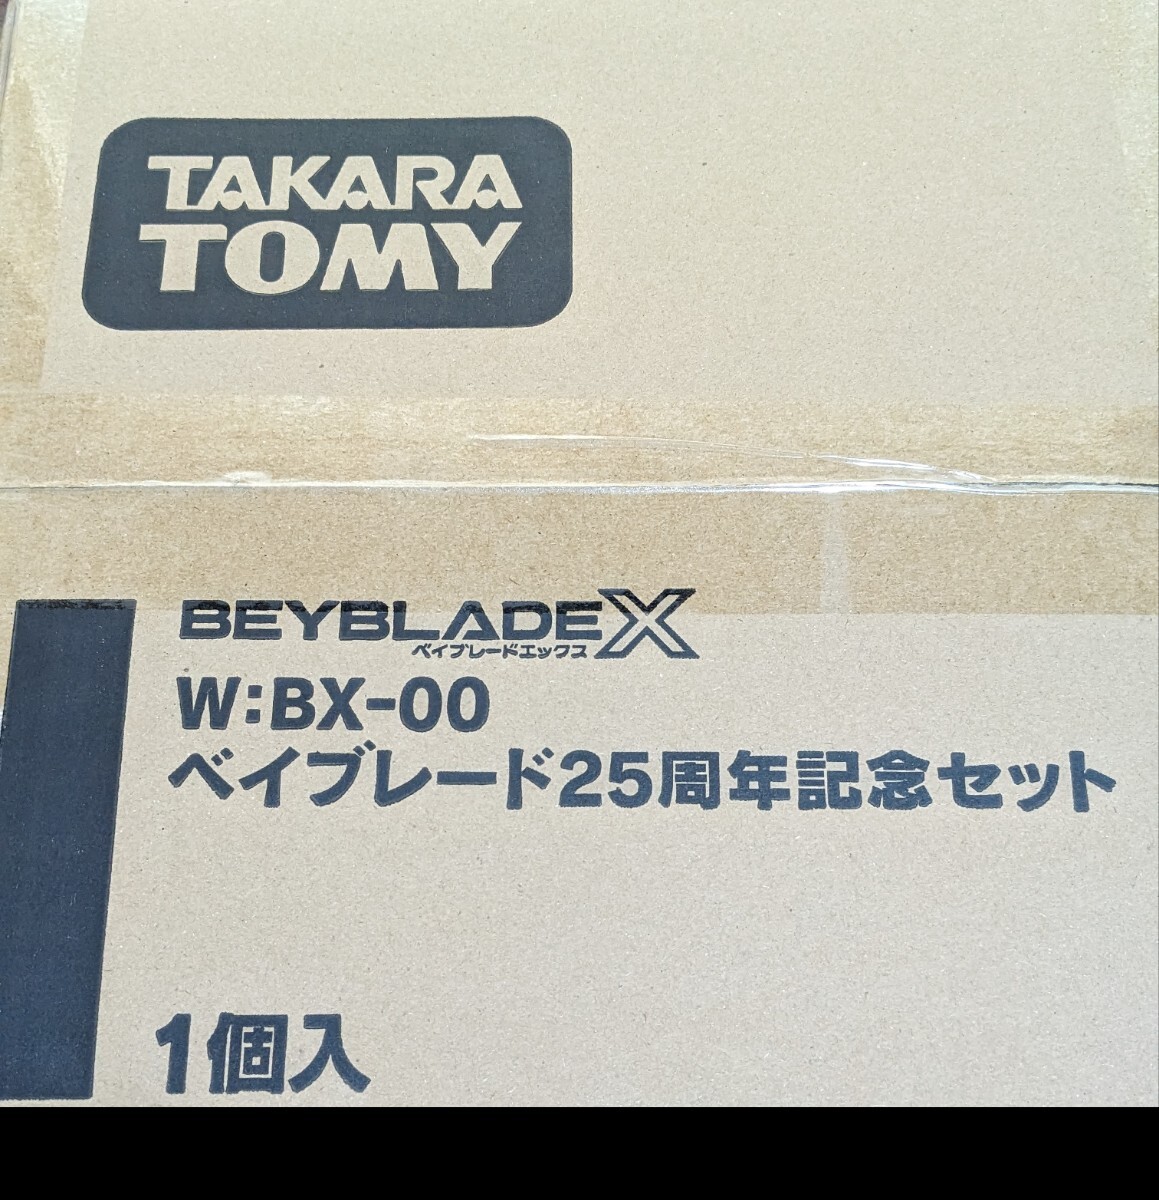 TAKARA
TOMY
BEYBLADE X
ベイブレードエックス
W:BX-00
ベイブレード25周年記念セット
1個入